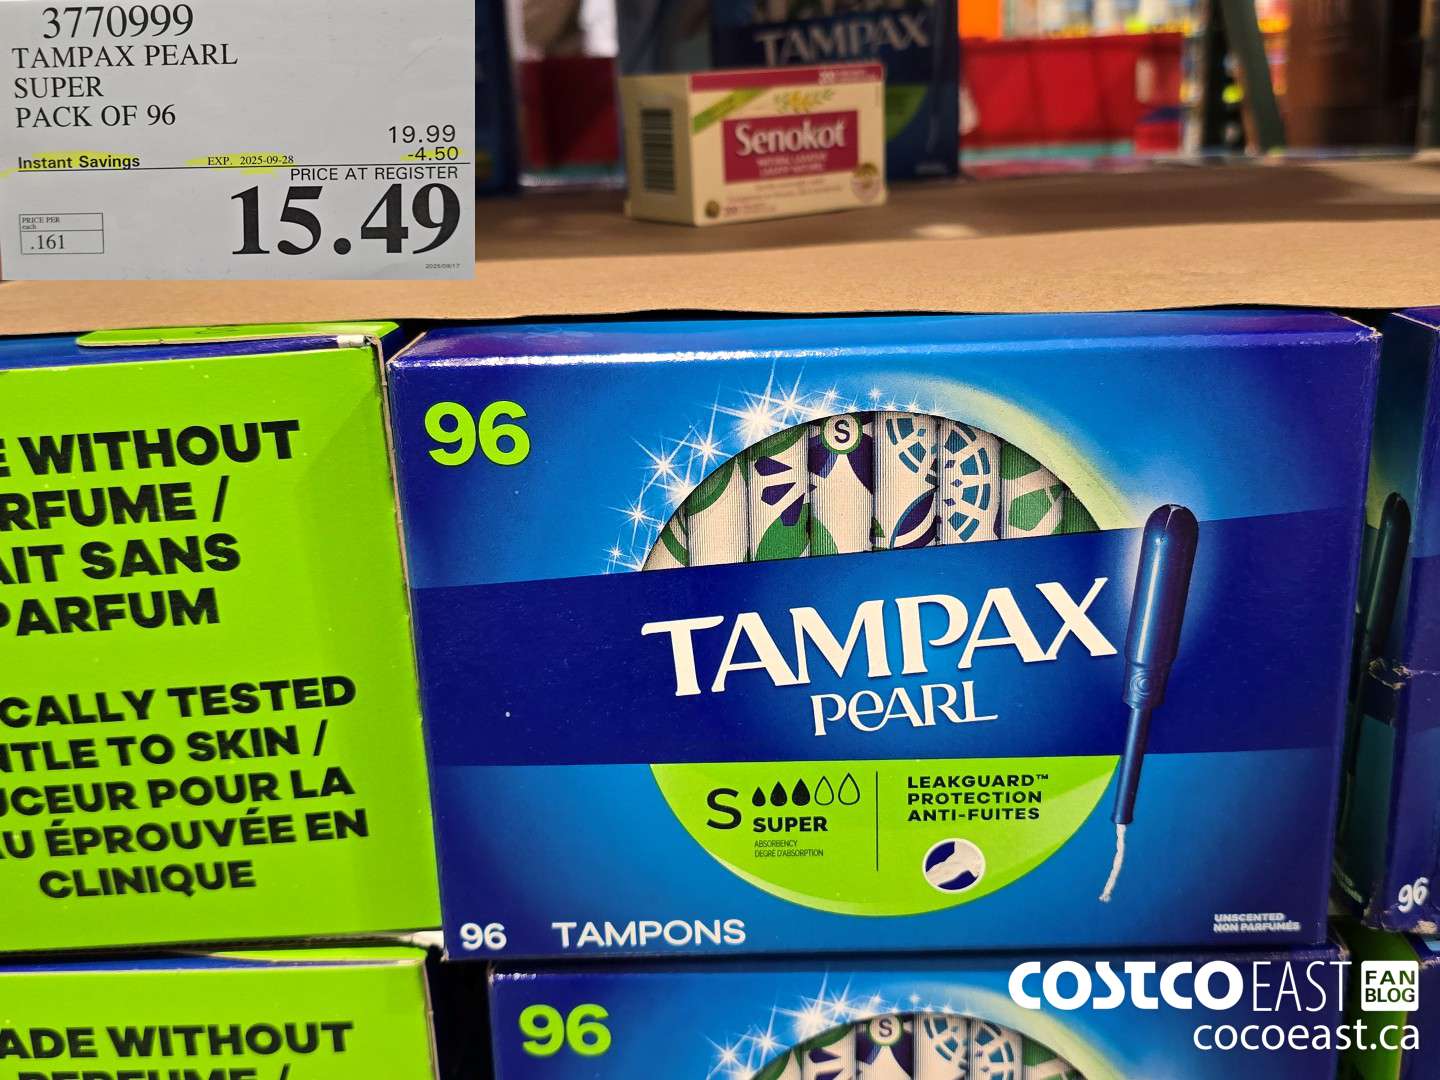 3770999
TAMPAX PEARL
SUPER
PACK OF 96
19.99
Instant Savings EXP. 2025-09-28 -4.50
PRICE AT REGISTER
15.49
PRICE PER
each
.161
TAMPAX
Senokot
E WITHOUT
RFUME /
AIT SANS
PARFUM
CALLY TESTED
NTLE TO SKIN /
UCEUR POUR LA
AU ÉPROUVÉE EN
CLINIQUE
96
S
TAMPAX
PEARL
S SUPER
ABSORBENCY
DEGRÉ D'ABSORPTION
LEAKGUARD™
PROTECTION
ANTI-FUITES
96 TAMPONS
UNSCENTED
NON PARFUMÉS
96
ADE WITHOUT
PERFUME /
96
S
COSTCO EAST FAN
BLOG
cocoeast.ca